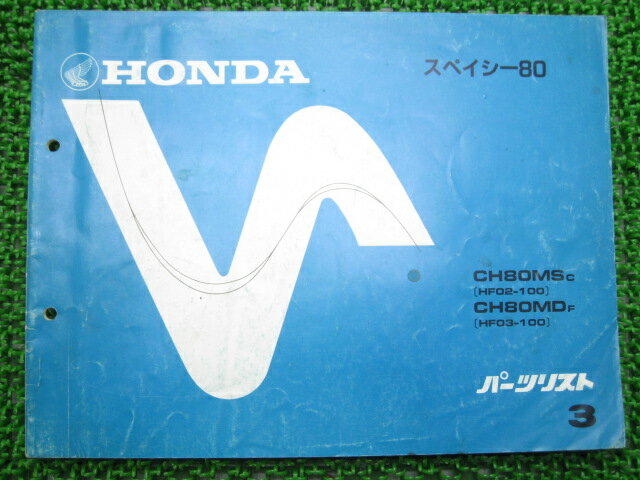 HONDA
スペイシー80
CH80MSC
(HF02-100)
CH80MDF
(HF03-100)
パーツリスト
3